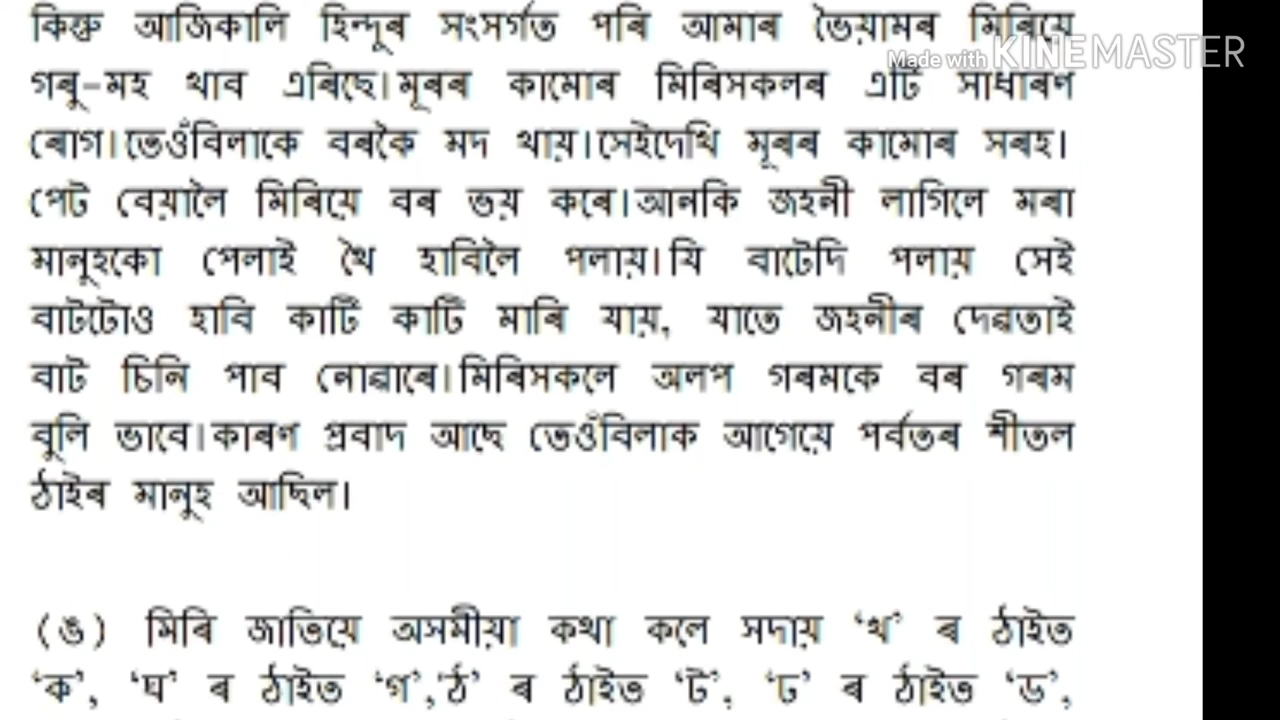 কিন্তু আজিকালি হিন্দুৰ সংসৰ্গত পৰি আমাৰ ভৈয়ামৰ মিৰিয়ে
Made with KINEMASTER
গৰু-মহ খাব এৰিছে।মূৰৰ কামোৰ মিৰিসকলৰ এটি সাধাৰণ
ৰোগ।তেওঁবিলাকে বৰকৈ মদ খায়।সেইদেখি মূৰৰ কামোৰ সৰহ।
পেট বেয়ালৈ মিৰিয়ে বৰ ভয় কৰে।আনকি জহনী লাগিলে মৰা
মানুহকো পেলাই থৈ হাবিলৈ পলায়।যি বাটেদি পলায় সেই
বাটটোও হাবি কাটি কাটি মাৰি যায়, যাতে জহনীৰ দেৱতাই
বাট চিনি পাব নোৱাৰে।মিৰিসকলে অলপ গৰমকে বৰ গৰম
বুলি ভাবে।কাৰণ প্ৰবাদ আছে তেওঁবিলাক আগেয়ে পৰ্বতৰ শীতল
ঠাইৰ মানুহ আছিল।
(ঙ) মিৰি জাতিয়ে অসমীয়া কথা কলে সদায় ‘খ’ ৰ ঠাইত
‘ক’, ‘ঘ’ ৰ ঠাইত ‘গ’,‘ঠ’ ৰ ঠাইত ‘ট’, ‘ঢ’ ৰ ঠাইত ‘ড’,